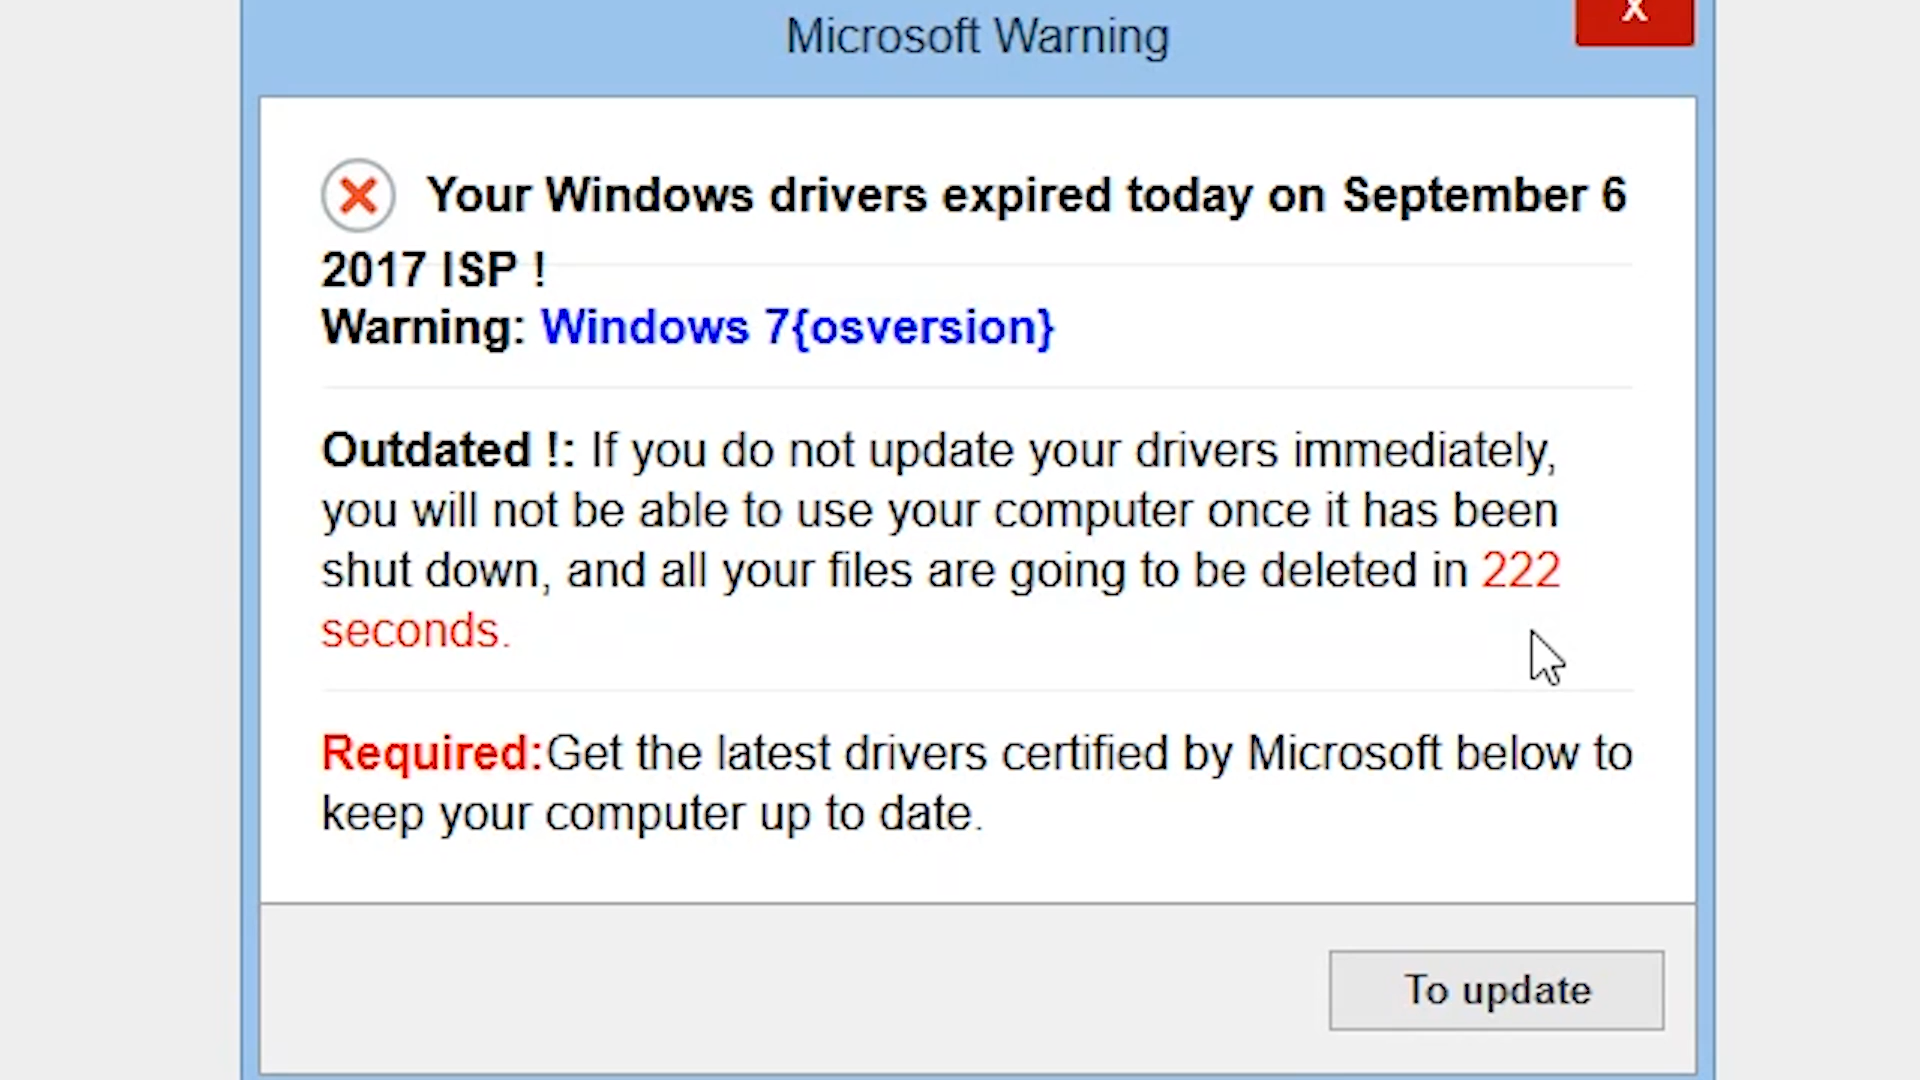 Microsoft Warning
X
Your Windows drivers expired today on September 6
2017 ISP !
Warning: Windows 7{osversion}
Outdated !: If you do not update your drivers immediately,
you will not be able to use your computer once it has been
shut down, and all your files are going to be deleted in 222
seconds.
Required:Get the latest drivers certified by Microsoft below to
keep your computer up to date.
To update